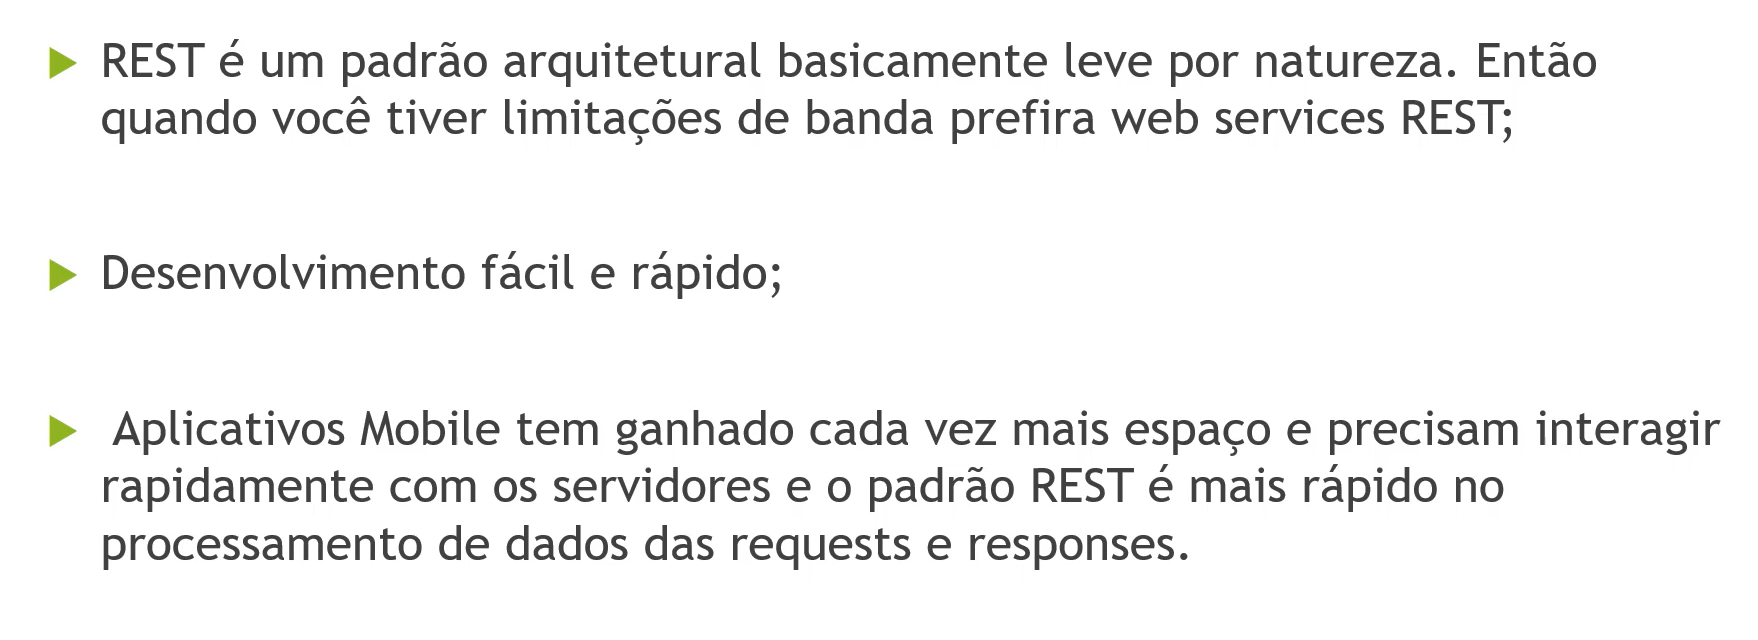 REST é um padrão arquitetural basicamente leve por natureza. Então
quando você tiver limitações de banda prefira web services REST;
Desenvolvimento fácil e rápido;
Aplicativos Mobile tem ganhado cada vez mais espaço e precisam interagir
rapidamente com os servidores e o padrão REST é mais rápido no
processamento de dados das requests e responses.